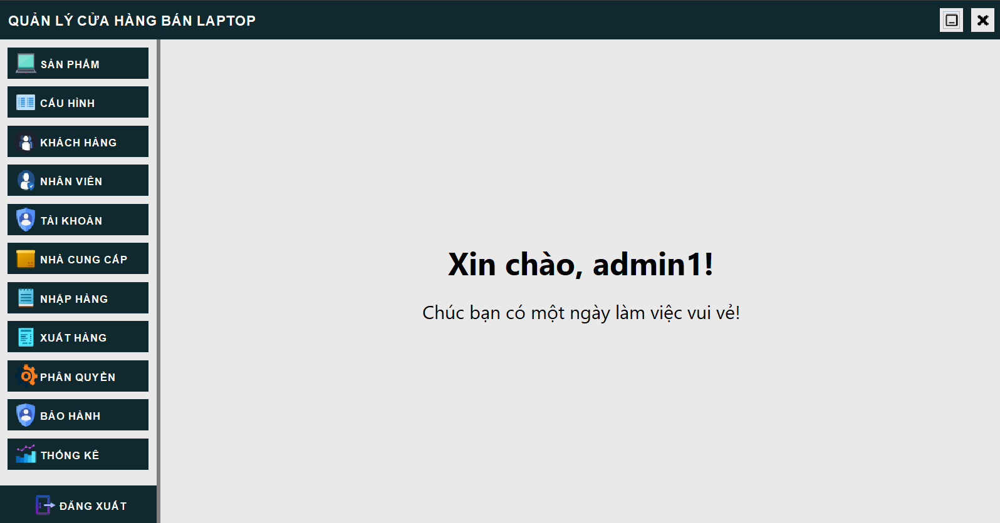 QUẢN LÝ CỬA HÀNG BÁN LAPTOP
SẢN PHẨM
CẤU HÌNH
KHÁCH HÀNG
NHÂN VIÊN
TÀI KHOẢN
NHÀ CUNG CẤP
NHẬP HÀNG
XUẤT HÀNG
PHÂN QUYỀN
BẢO HÀNH
THỐNG KÊ
ĐĂNG XUẤT
Xin chào, admin1!
Chúc bạn có một ngày làm việc vui vẻ!